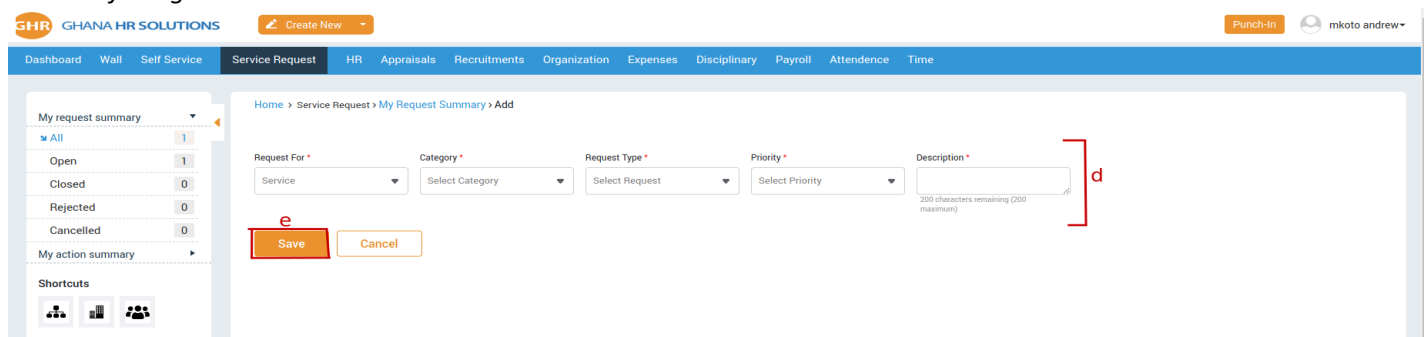 GHR GHANA HR SOLUTIONS Create New Punch-In mkoto andrew
Dashboard Wall Self Service Service Request HR Appraisals Recruitments Organization Expenses Disciplinary Payroll Attendence Time
Home > Service Request > My Request Summary > Add
My request summary
All 1
Open 1
Closed 0
Rejected 0
Cancelled 0
My action summary
Shortcuts
Request For * Category * Request Type * Priority * Description *
Service Select Category Select Request Select Priority
200 characters remaining (200
maximum)
d
e
Save Cancel